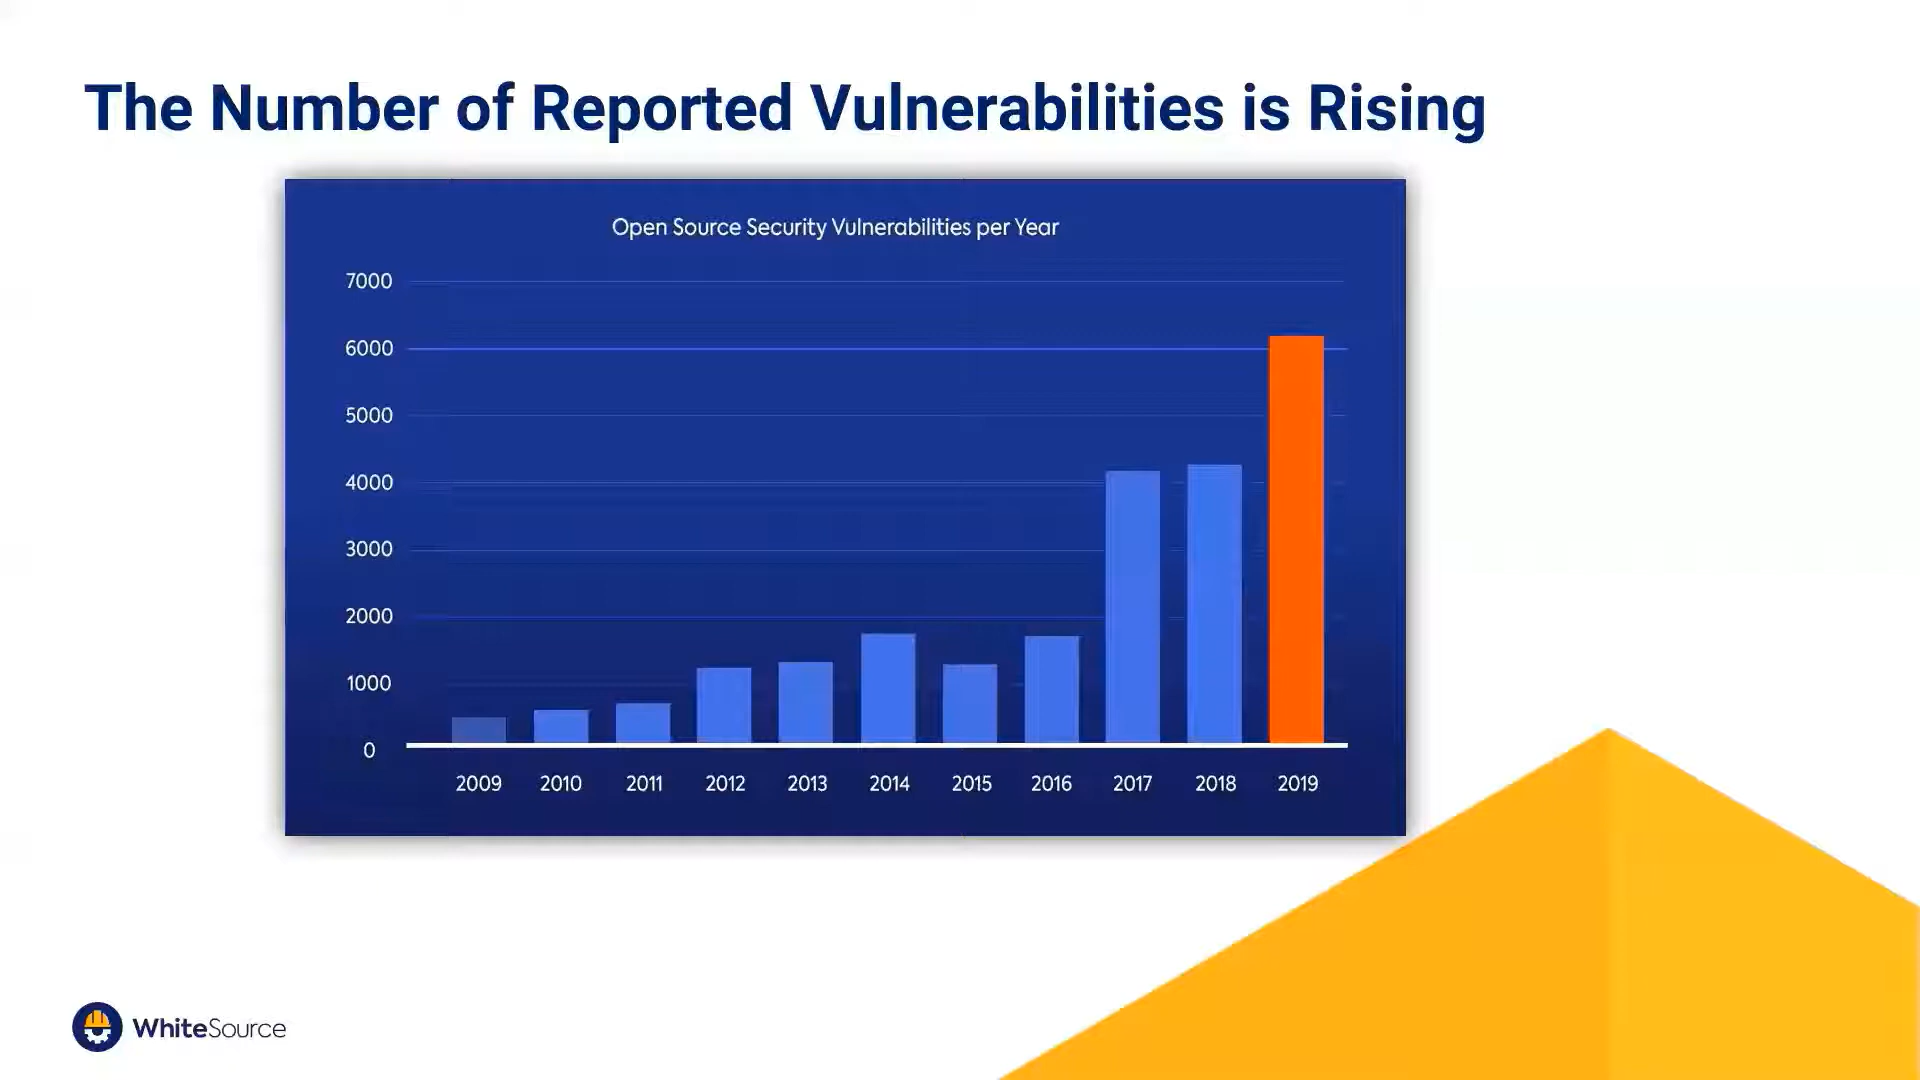 The Number of Reported Vulnerabilities is Rising
Open Source Security Vulnerabilities per Year
7000
6000
5000
4000
3000
2000
1000
0
2009 2010 2011 2012 2013 2014 2015 2016 2017 2018 2019
WhiteSource